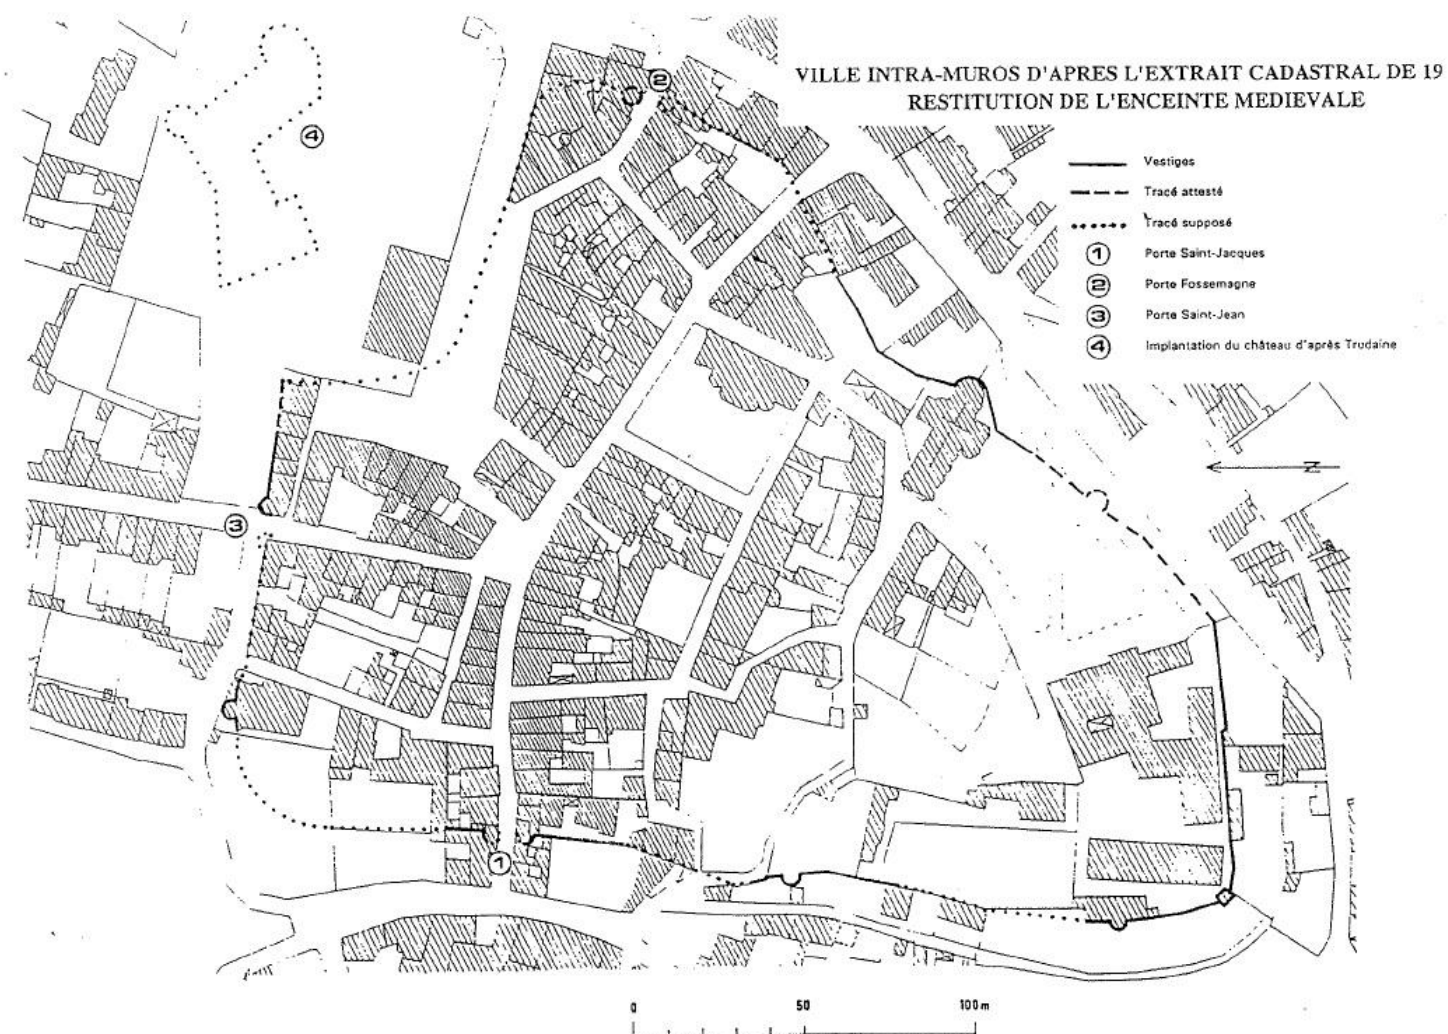 VILLE INTRA-MUROS D'APRES L'EXTRAIT CADASTRAL DE 19
RESTITUTION DE L'ENCEINTE MEDIEVALE
Vestiges
Tracé attesté
Tracé supposé
1 Porte Saint-Jacques
2 Porte Fossemagne
3 Porte Saint-Jean
4 Implantation du château d'après Trudaine
2
4
3
1
N
0 50 100 m